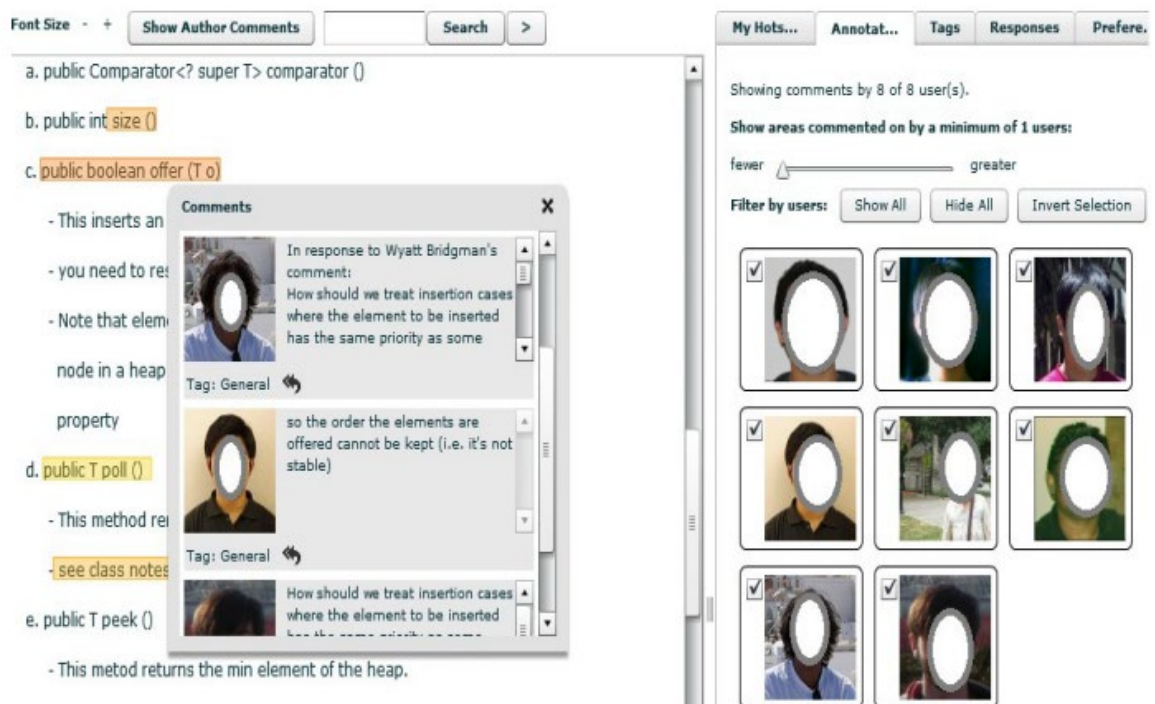 Font Size - +
Show Author Comments
Search
>
a. public Comparator<? super T> comparator ()
b. public int size ()
c. public boolean offer (T o)
- This inserts an
- you need to res
- Note that elem
node in a heap
property
d. public T poll ()
- This method re
- see class notes
e. public T peek ()
- This metod returns the min element of the heap.
Comments X
In response to Wyatt Bridgman's
comment:
How should we treat insertion cases
where the element to be inserted
has the same priority as some
Tag: General
so the order the elements are
offered cannot be kept (i.e. it's not
stable)
Tag: General
How should we treat insertion cases
where the element to be inserted
has the same priority as some
My Hots...
Annotat...
Tags
Responses
Prefere.
Showing comments by 8 of 8 user(s).
Show areas commented on by a minimum of 1 users:
fewer greater
Filter by users:
Show All
Hide All
Invert Selection